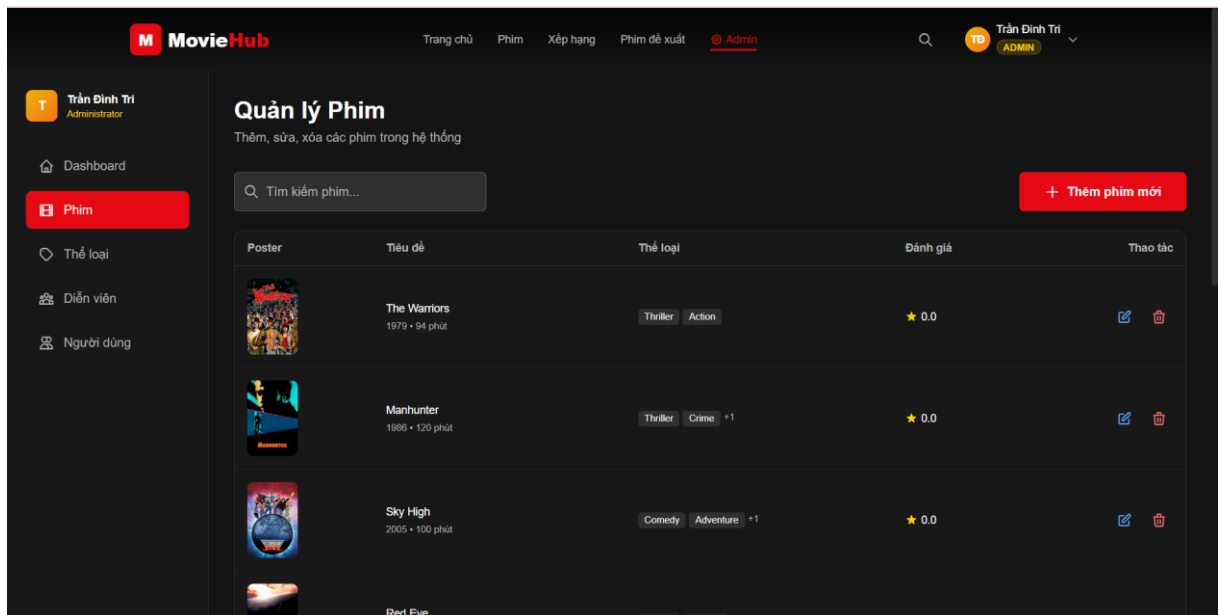 M MovieHub
Trang chủ Phim Xếp hạng Phim đề xuất Admin
TĐ Trần Đình Trí
ADMIN
T Trần Đình Trí
Administrator
Dashboard
Phim
Thể loại
Diễn viên
Người dùng
Quản lý Phim
Thêm, sửa, xóa các phim trong hệ thống
Tìm kiếm phim...
+ Thêm phim mới
Poster Tiêu đề Thể loại Đánh giá Thao tác
The Warriors
1979 • 94 phút
Thriller Action
0.0
Manhunter
1986 • 120 phút
MANHUNTER
Thriller Crime +1
0.0
Sky High
2005 • 100 phút
Comedy Adventure +1
0.0
Red Eye